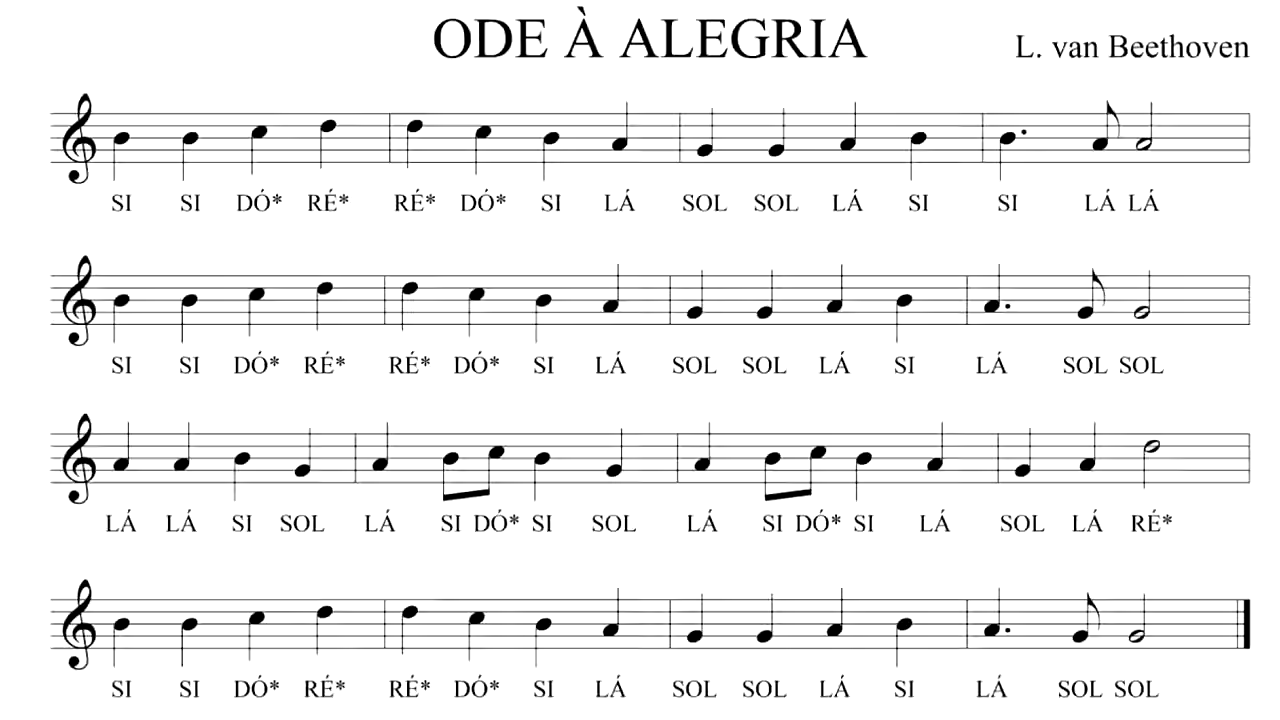 ODE À ALEGRIA
L. van Beethoven
SI SI DÓ* RÉ* RÉ* DÓ* SI LÁ SOL SOL LÁ SI SI LÁ LÁ
SI SI DÓ* RÉ* RÉ* DÓ* SI LÁ SOL SOL LÁ SI LÁ SOL SOL
LÁ LÁ SI SOL LÁ SI DÓ* SI SOL LÁ SI DÓ* SI LÁ SOL LÁ RÉ*
SI SI DÓ* RÉ* RÉ* DÓ* SI LÁ SOL SOL LÁ SI LÁ SOL SOL